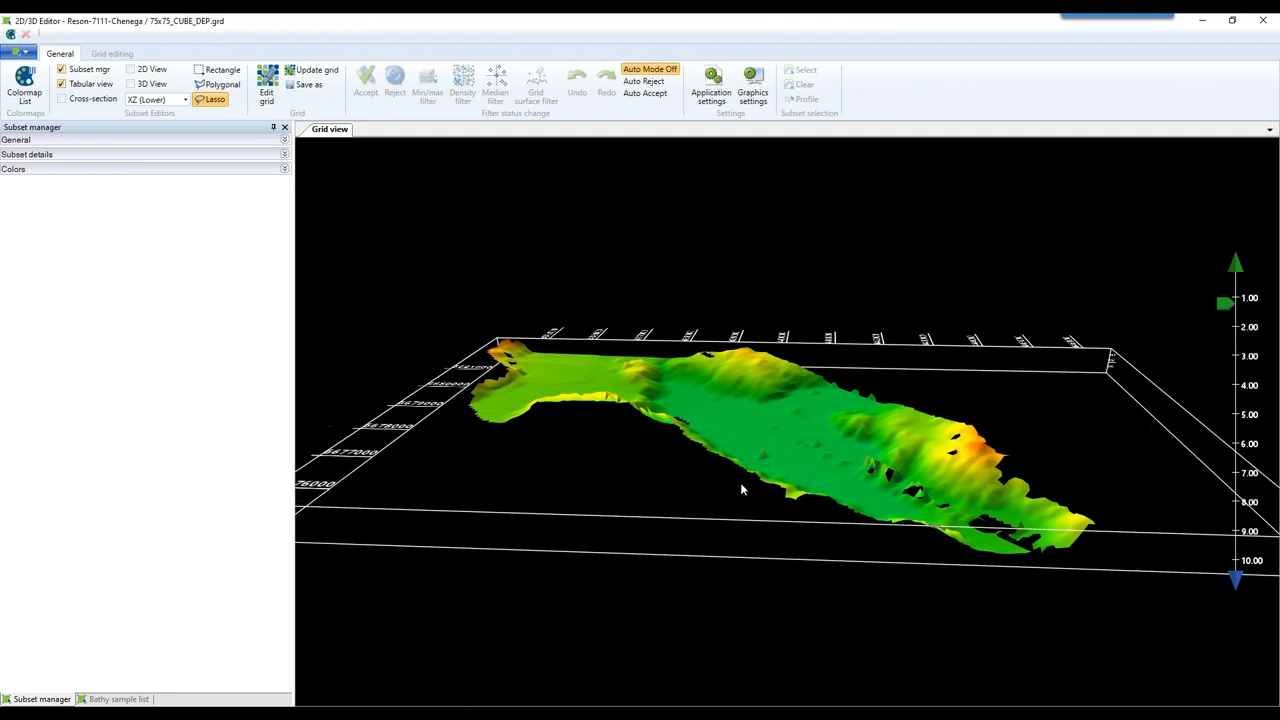 2D/3D Editor - Reson-7111-Chenega / 75x75_CUBE_DEP.grd
General Grid editing
Subset mgr 2D View Rectangle Update grid Auto Mode Off Select
Tabular view 3D View Polygonal Save as Auto Reject Clear
Cross-section XZ (Lower) Lasso Auto Accept Profile
Colormap List Edit grid Accept Reject Min/max filter Density filter Median filter Grid surface filter Undo Redo Application settings Graphics settings
Colormaps Subset Editors Grid Filter status change Settings Subset selection
Subset manager
General
Subset details
Colors
Grid view
1.00
2.00
3.00
4.00
5.00
6.00
7.00
8.00
9.00
10.00
6680000
6679000
6678000
6677000
76000
Subset manager Bathy sample list